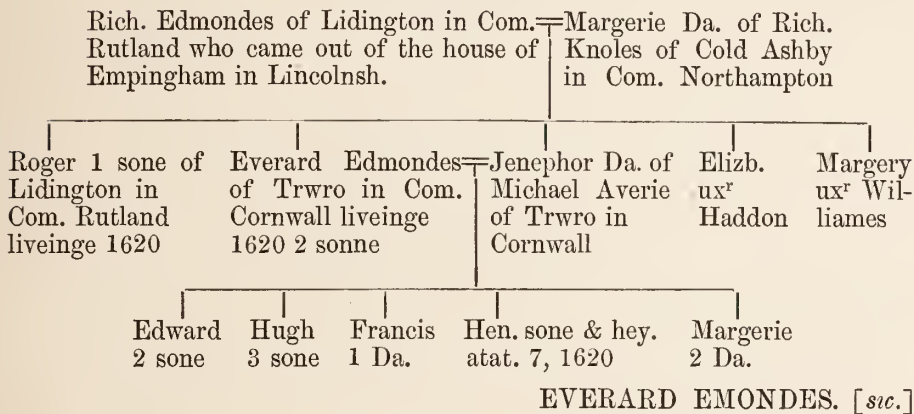 Rich. Edmondes of Lidington in Com.
Rutland who came out of the house of
Empingham in Lincolnsh.
Margerie Da. of Rich.
Knoles of Cold Ashby
in Com. Northampton
Roger 1 sone of
Lidington in
Com. Rutland
liveinge 1620
Everard Edmondes
of Trwro in Com.
Cornwall liveinge
1620 2 sonne
Jenephor Da. of
Michael Averie
of Trwro in
Cornwall
Elizb.
uxʳ
Haddon
Margery
uxʳ Wil-
liames
Edward
2 sone
Hugh
3 sone
Francis
1 Da.
Hen. sone & hey.
atat. 7, 1620
Margerie
2 Da.
EVERARD EMONDES. [sic.]